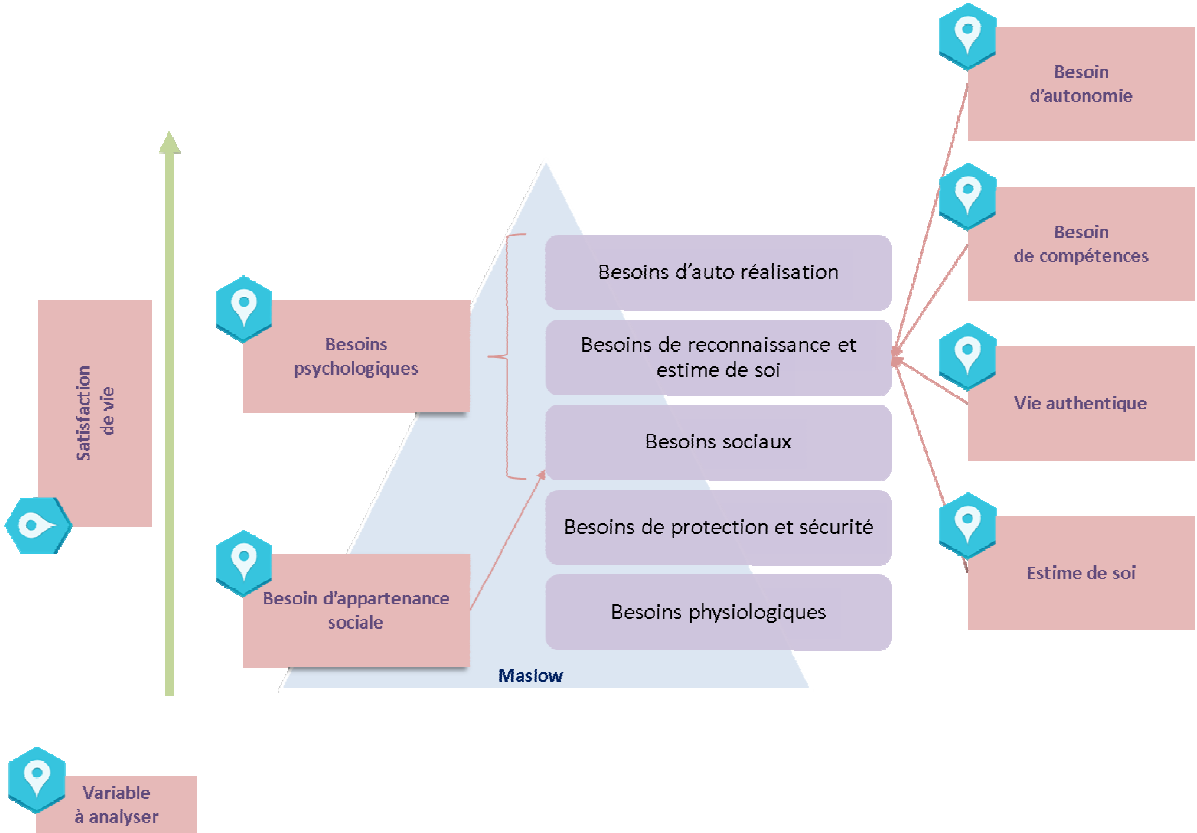 Besoin
d'autonomie
Besoin
de compétences
Vie authentique
Estime de soi
Besoins d'auto réalisation
Besoins de reconnaissance et
estime de soi
Besoins sociaux
Besoins de protection et sécurité
Besoins physiologiques
Maslow
Besoins
psychologiques
Besoin d'appartenance
sociale
Satisfaction
de vie
Variable
à analyser